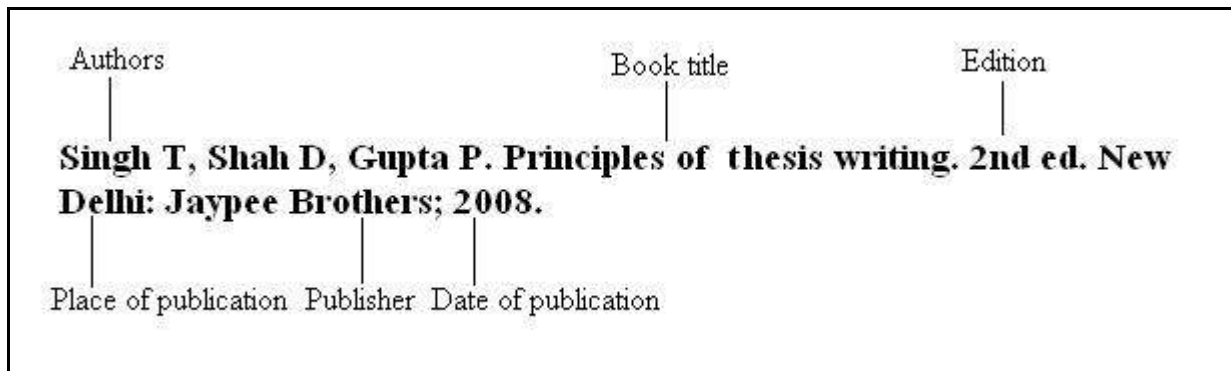 Authors Book title Edition
Singh T, Shah D, Gupta P. Principles of thesis writing. 2nd ed. New
Delhi: Jaypee Brothers; 2008.
Place of publication Publisher Date of publication